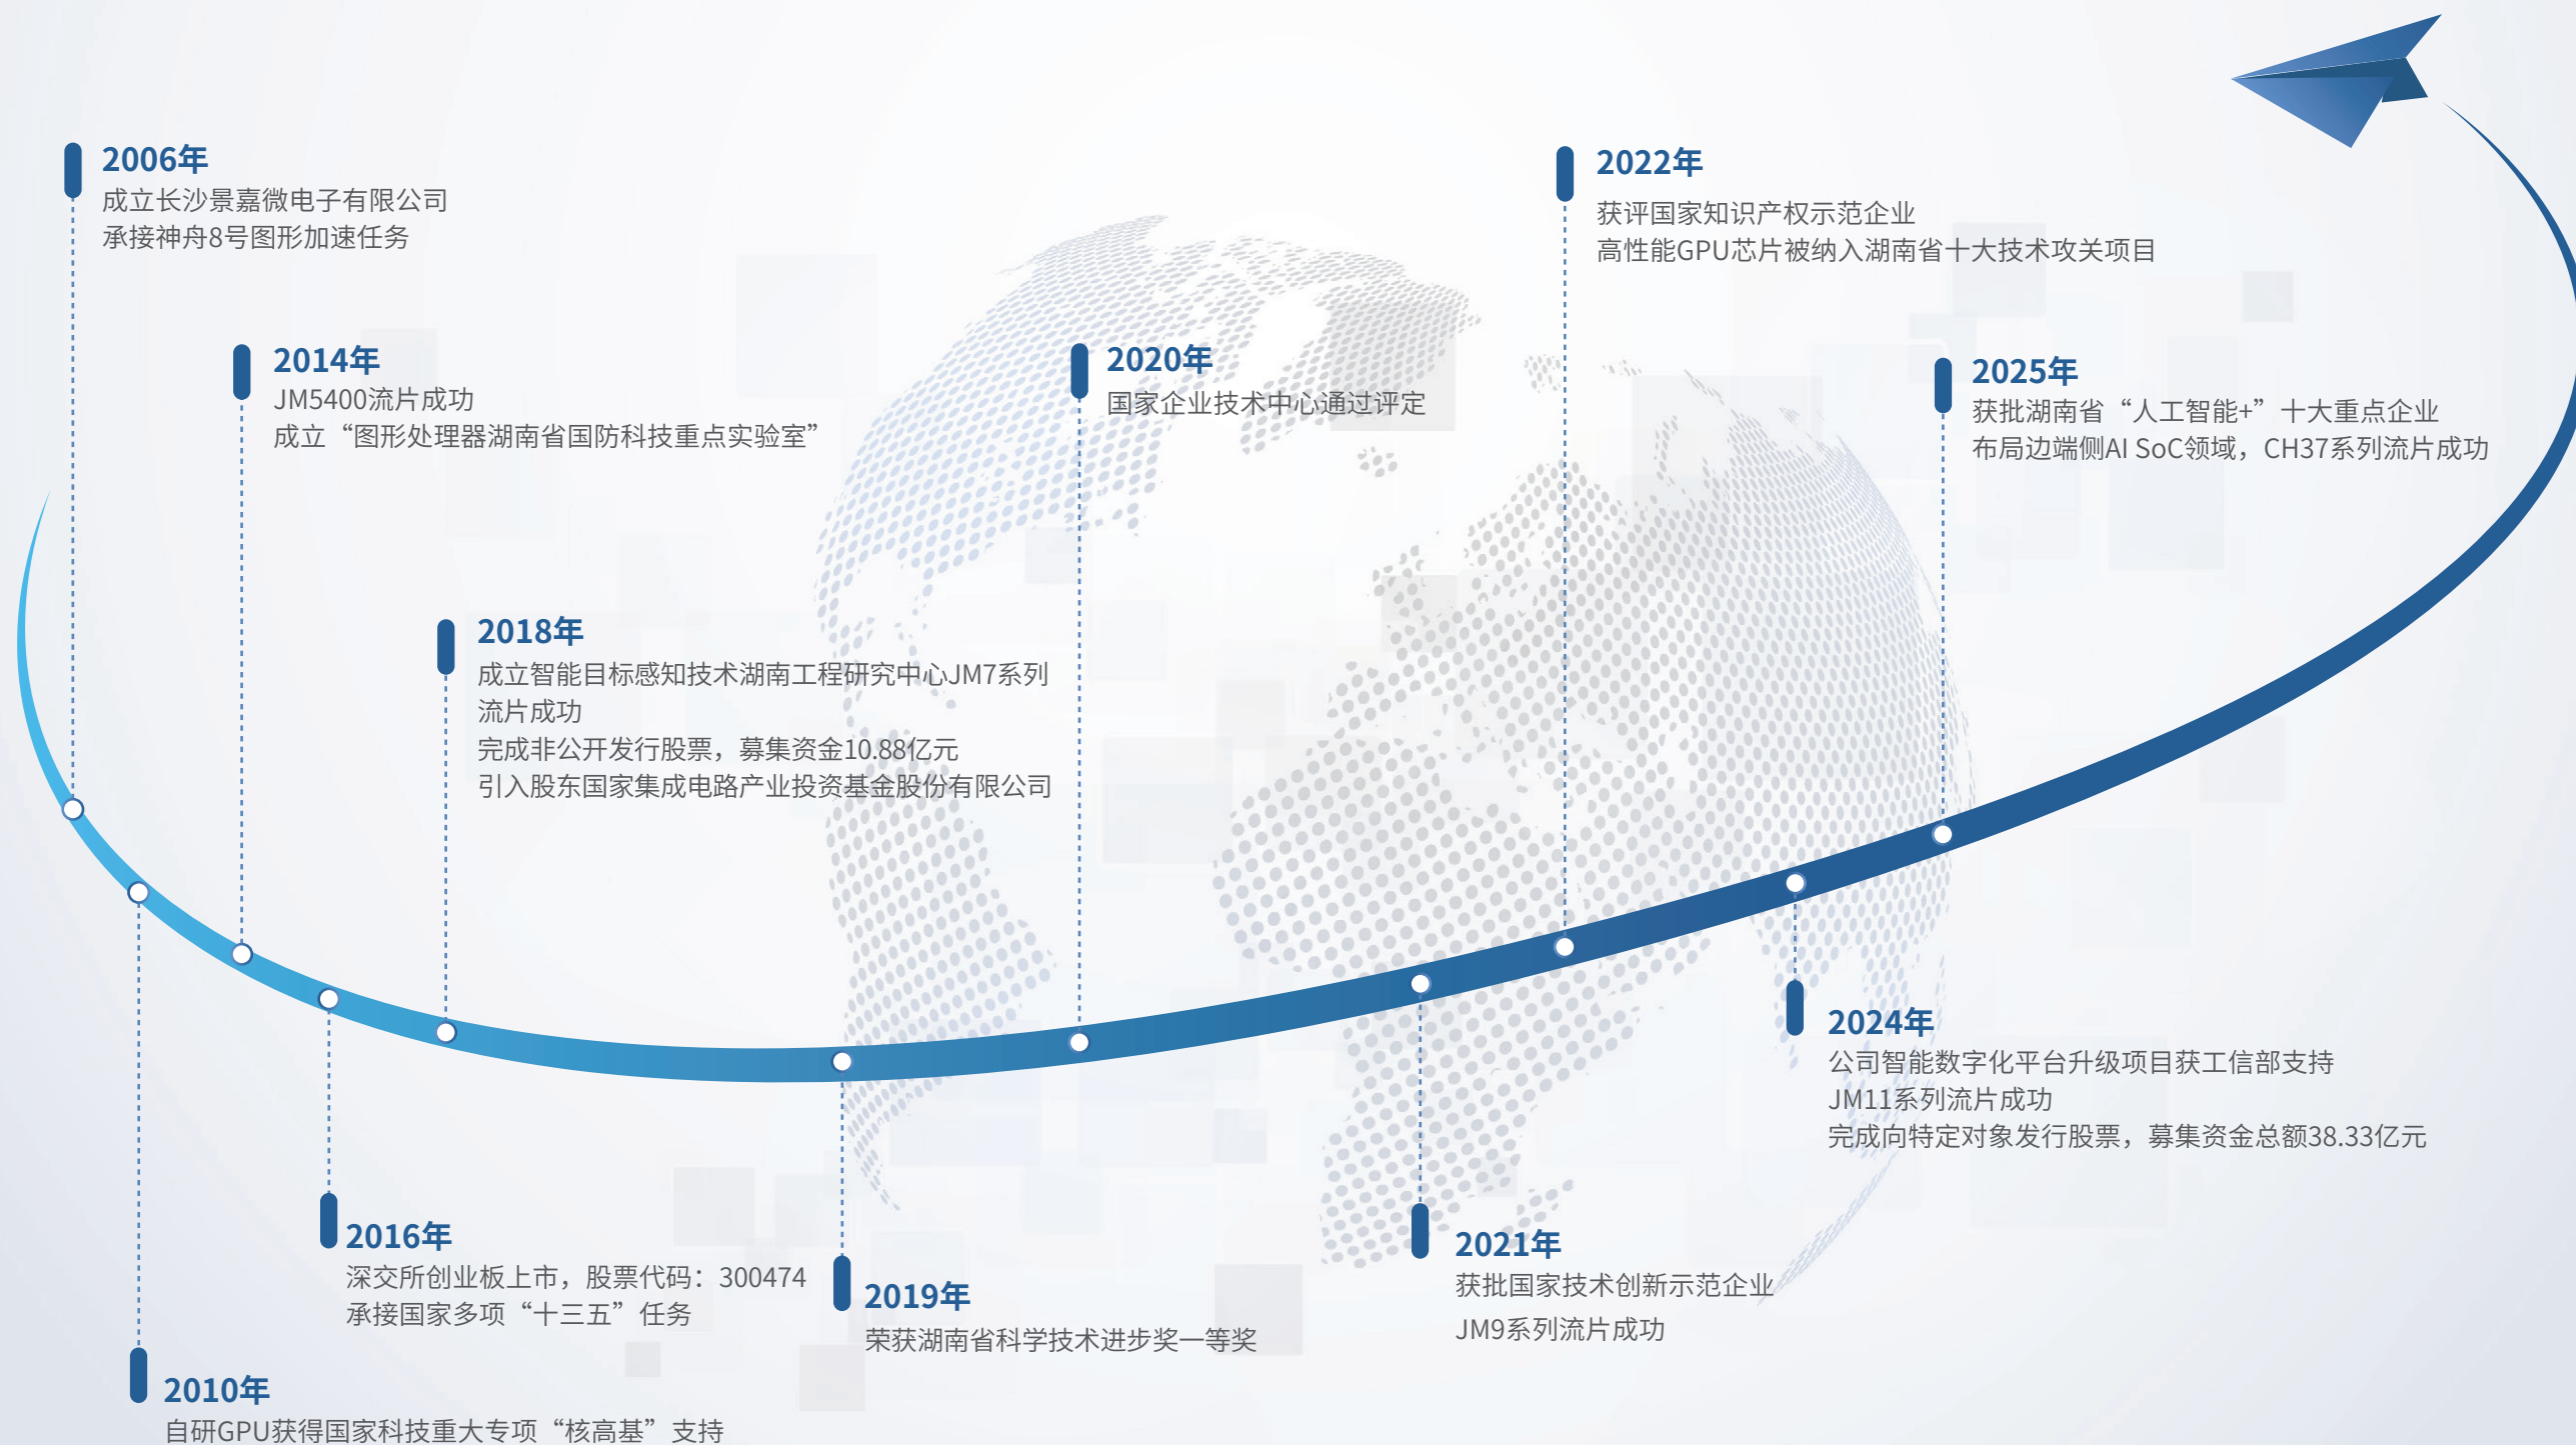 2006年
成立长沙景嘉微电子有限公司
承接神舟8号图形加速任务
2010年
自研GPU获得国家科技重大专项“核高基”支持
2014年
JM5400流片成功
成立“图形处理器湖南省国防科技重点实验室”
2016年
深交所创业板上市，股票代码：300474
承接国家多项“十三五”任务
2018年
成立智能目标感知技术湖南工程研究中心JM7系列
流片成功
完成非公开发行股票，募集资金10.88亿元
引入股东国家集成电路产业投资基金股份有限公司
2019年
荣获湖南省科学技术进步奖一等奖
2020年
国家企业技术中心通过评定
2021年
获批国家技术创新示范企业
JM9系列流片成功
2022年
获评国家知识产权示范企业
高性能GPU芯片被纳入湖南省十大技术攻关项目
2024年
公司智能数字化平台升级项目获工信部支持
JM11系列流片成功
完成向特定对象发行股票，募集资金总额38.33亿元
2025年
获批湖南省“人工智能+”十大重点企业
布局边端侧AI SoC领域，CH37系列流片成功